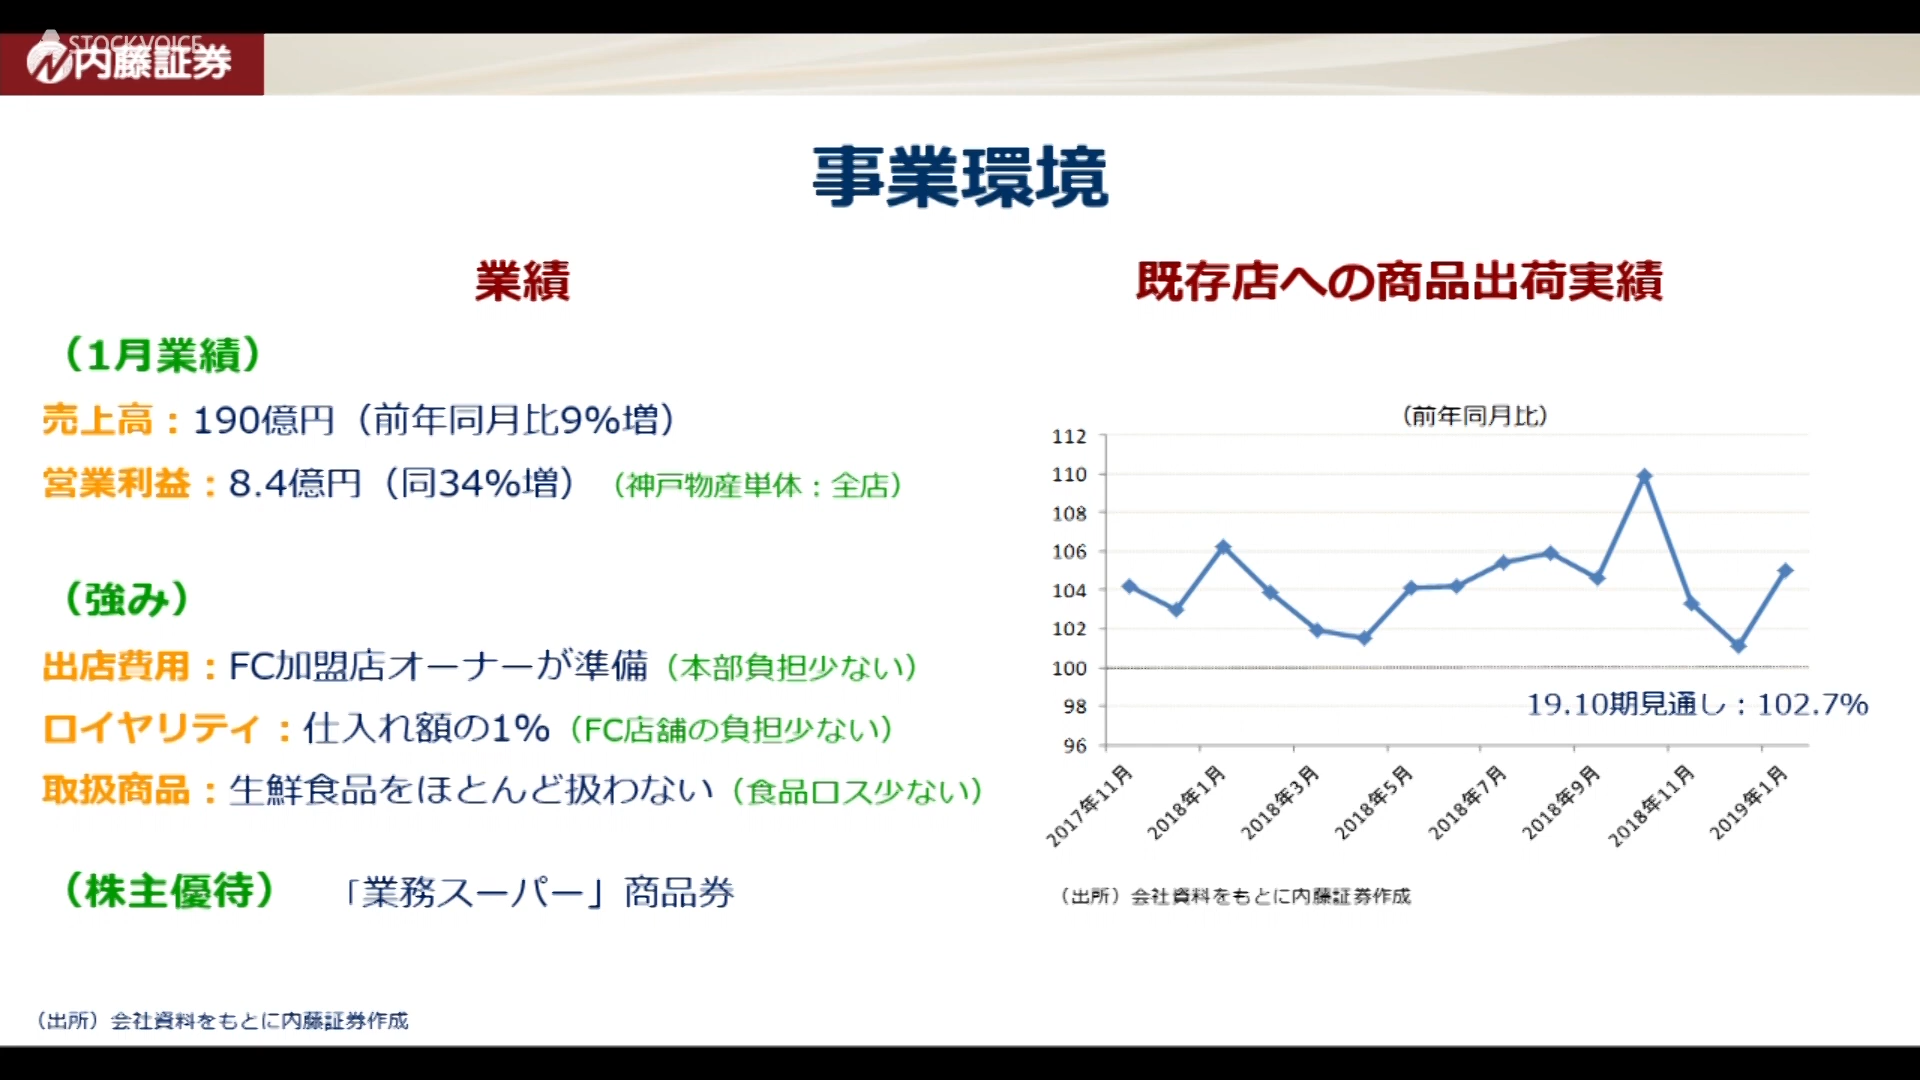 STOCKVOICE
内藤証券
事業環境
業績
（1月業績）
売上高：190億円（前年同月比9%増）
営業利益：8.4億円（同34%増）（神戸物産単体：全店）
（強み）
出店費用：FC加盟店オーナーが準備（本部負担少ない）
ロイヤリティ：仕入れ額の1%（FC店舗の負担少ない）
取扱商品：生鮮食品をほとんど扱わない（食品ロス少ない）
（株主優待） 「業務スーパー」商品券
（出所）会社資料をもとに内藤証券作成
既存店への商品出荷実績
（前年同月比）
112
110
108
106
104
102
100
98
96
19.10期見通し：102.7%
2017年11月
2018年1月
2018年3月
2018年5月
2018年7月
2018年9月
2018年11月
2019年1月
（出所）会社資料をもとに内藤証券作成